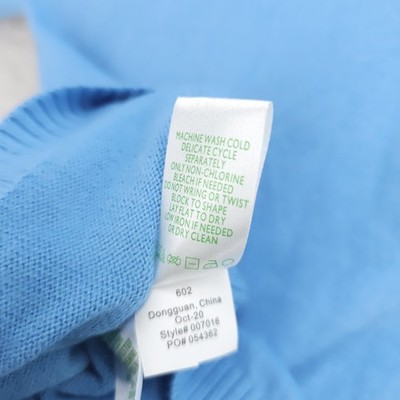 MACHINE WASH COLD
DELICATE CYCLE
SEPARATELY
ONLY NON-CHLORINE
BLEACH IF NEEDED
DO NOT WRING OR TWIST
BLOCK TO SHAPE
LAY FLAT TO DRY
LOW IRON IF NEEDED
OR DRY CLEAN
602
Dongguan, China
Oct-20
Style# 007016
PO# 054362